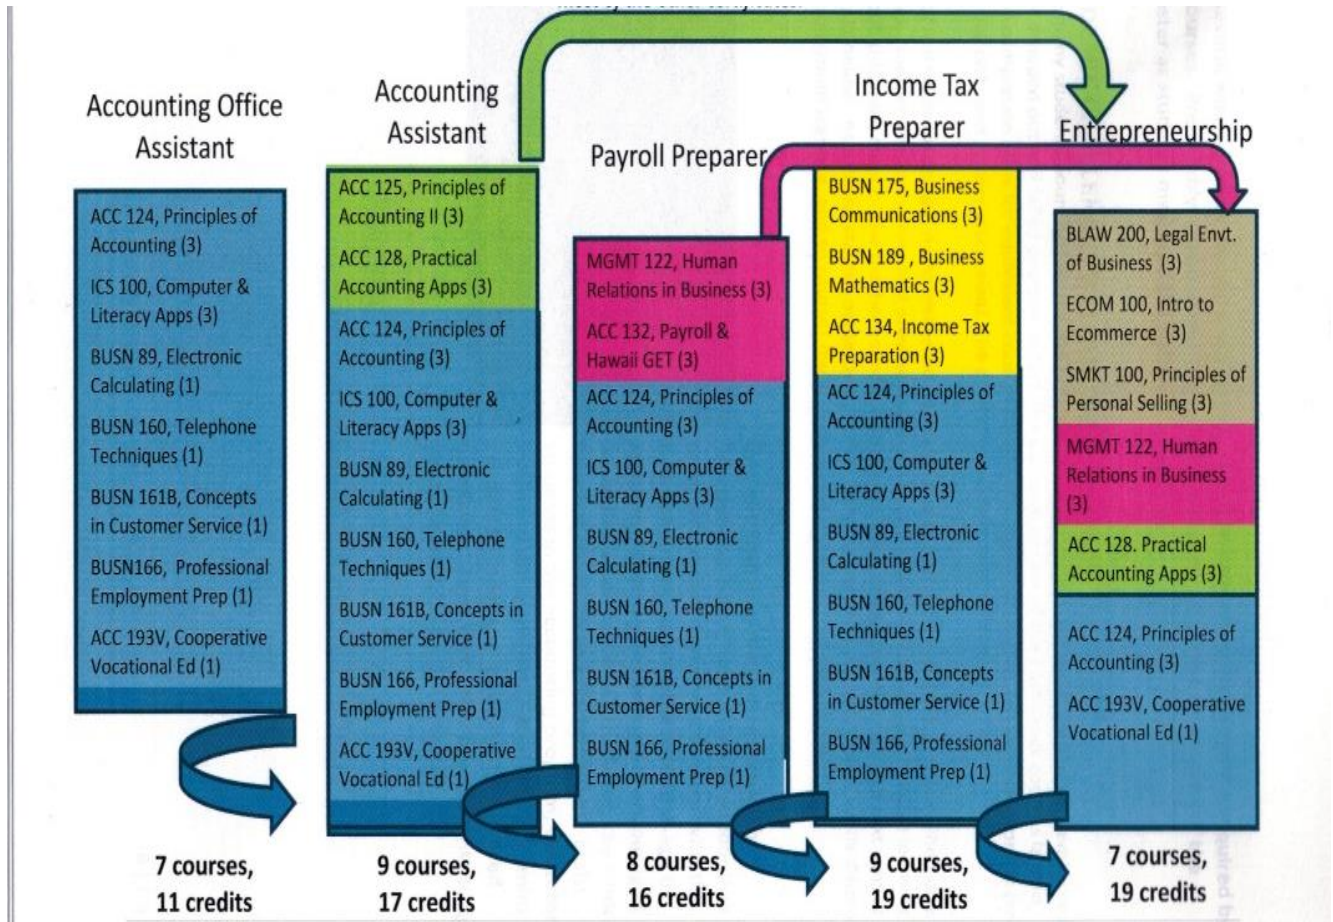 Accounting Office
Assistant
ACC 124, Principles of
Accounting (3)
ICS 100, Computer &
Literacy Apps (3)
BUSN 89, Electronic
Calculating (1)
BUSN 160, Telephone
Techniques (1)
BUSN 161B, Concepts
in Customer Service (1)
BUSN166, Professional
Employment Prep (1)
ACC 193V, Cooperative
Vocational Ed (1)
7 courses,
11 credits
Accounting
Assistant
ACC 125, Principles of
Accounting II (3)
ACC 128, Practical
Accounting Apps (3)
ACC 124, Principles of
Accounting (3)
ICS 100, Computer &
Literacy Apps (3)
BUSN 89, Electronic
Calculating (1)
BUSN 160, Telephone
Techniques (1)
BUSN 161B, Concepts in
Customer Service (1)
BUSN 166, Professional
Employment Prep (1)
ACC 193V, Cooperative
Vocational Ed (1)
9 courses,
17 credits
Payroll Preparer
MGMT 122, Human
Relations in Business (3)
ACC 132, Payroll &
Hawaii GET (3)
ACC 124, Principles of
Accounting (3)
ICS 100, Computer &
Literacy Apps (3)
BUSN 89, Electronic
Calculating (1)
BUSN 160, Telephone
Techniques (1)
BUSN 161B, Concepts in
Customer Service (1)
BUSN 166, Professional
Employment Prep (1)
8 courses,
16 credits
Income Tax
Preparer
BUSN 175, Business
Communications (3)
BUSN 189 , Business
Mathematics (3)
ACC 134, Income Tax
Preparation (3)
ACC 124, Principles of
Accounting (3)
ICS 100, Computer &
Literacy Apps (3)
BUSN 89, Electronic
Calculating (1)
BUSN 160, Telephone
Techniques (1)
BUSN 161B, Concepts
in Customer Service (1)
BUSN 166, Professional
Employment Prep (1)
9 courses,
19 credits
Entrepreneurship
BLAW 200, Legal Envt.
of Business (3)
ECOM 100, Intro to
Ecommerce (3)
SMKT 100, Principles of
Personal Selling (3)
MGMT 122, Human
Relations in Business
(3)
ACC 128. Practical
Accounting Apps (3)
ACC 124, Principles of
Accounting (3)
ACC 193V, Cooperative
Vocational Ed (1)
7 courses,
19 credits